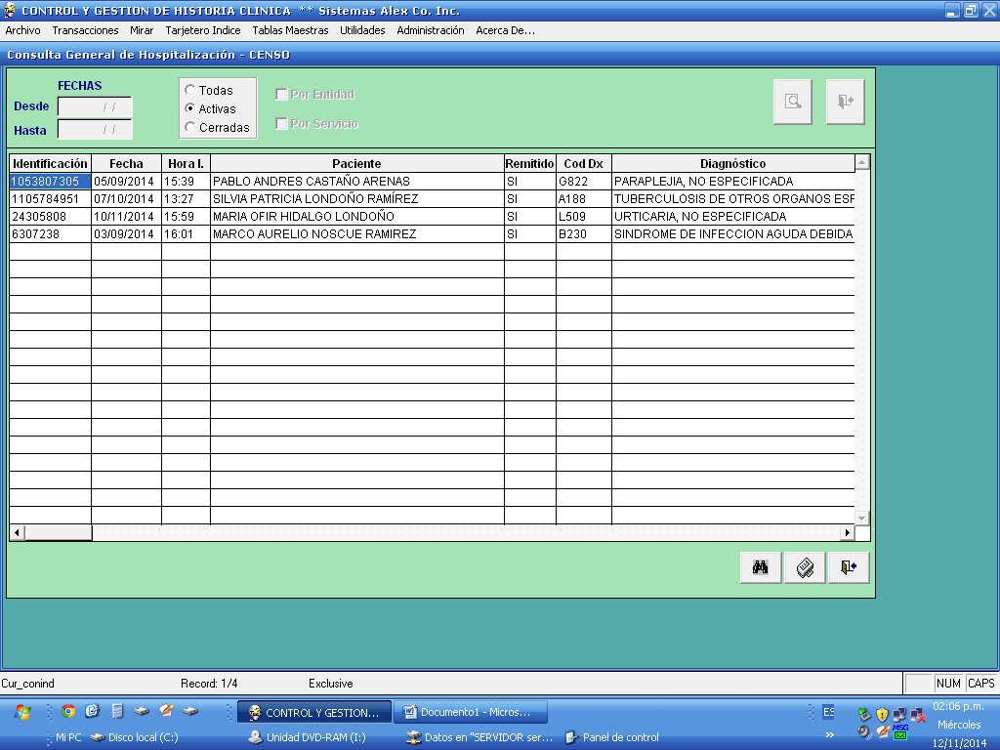 CONTROL Y GESTION DE HISTORIA CLINICA ** Sistemas Alex Co. Inc.
Archivo Transacciones Mirar Tarjetero Indice Tablas Maestras Utilidades Administración Acerca De...
Consulta General de Hospitalización - CENSO
FECHAS
Desde / /
Hasta / /
Todas
Activas
Cerradas
Por Entidad
Por Servicio
Identificación Fecha Hora I. Paciente Remitido Cod Dx Diagnóstico
1053807305 05/09/2014 15:39 PABLO ANDRES CASTAÑO ARENAS SI G822 PARAPLEJIA, NO ESPECIFICADA
1105784951 07/10/2014 13:27 SILVIA PATRICIA LONDOÑO RAMÍREZ SI A188 TUBERCULOSIS DE OTROS ORGANOS ESP
24305808 10/11/2014 15:59 MARIA OFIR HIDALGO LONDOÑO SI L509 URTICARIA, NO ESPECIFICADA
6307238 03/09/2014 16:01 MARCO AURELIO NOSCUE RAMIREZ SI B230 SINDROME DE INFECCION AGUDA DEBIDA
Cur_conind Record: 1/4 Exclusive NUM CAPS
CONTROL Y GESTION... Documento1 - Micros... ES
Mi PC Disco local (C:) Unidad DVD-RAM (I:) Datos en "SERVIDOR ser... Panel de control » MSG
02:06 p.m.
Miércoles
12/11/2014